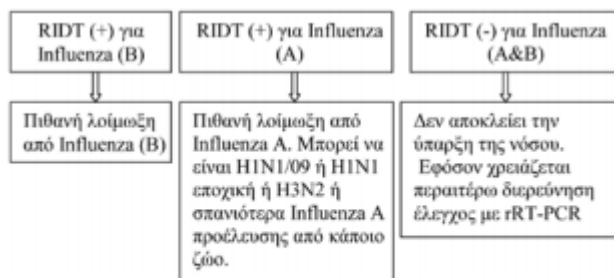 RIDT (+) για
Influenza (B)
RIDT (+) για Influenza
(A)
RIDT (-) για Influenza
(A&B)
Πιθανή λοίμωξη
από Influenza (B)
Πιθανή λοίμωξη από
Influenza A. Μπορεί να
είναι H1N1/09 ή H1N1
εποχική ή H3N2 ή
σπανιότερα Influenza A
προέλευσης από κάποιο
ζώο.
Δεν αποκλείει την
ύπαρξη της νόσου.
Εφόσον χρειάζεται
περαιτέρω διερεύνηση
έλεγχος με rRT-PCR